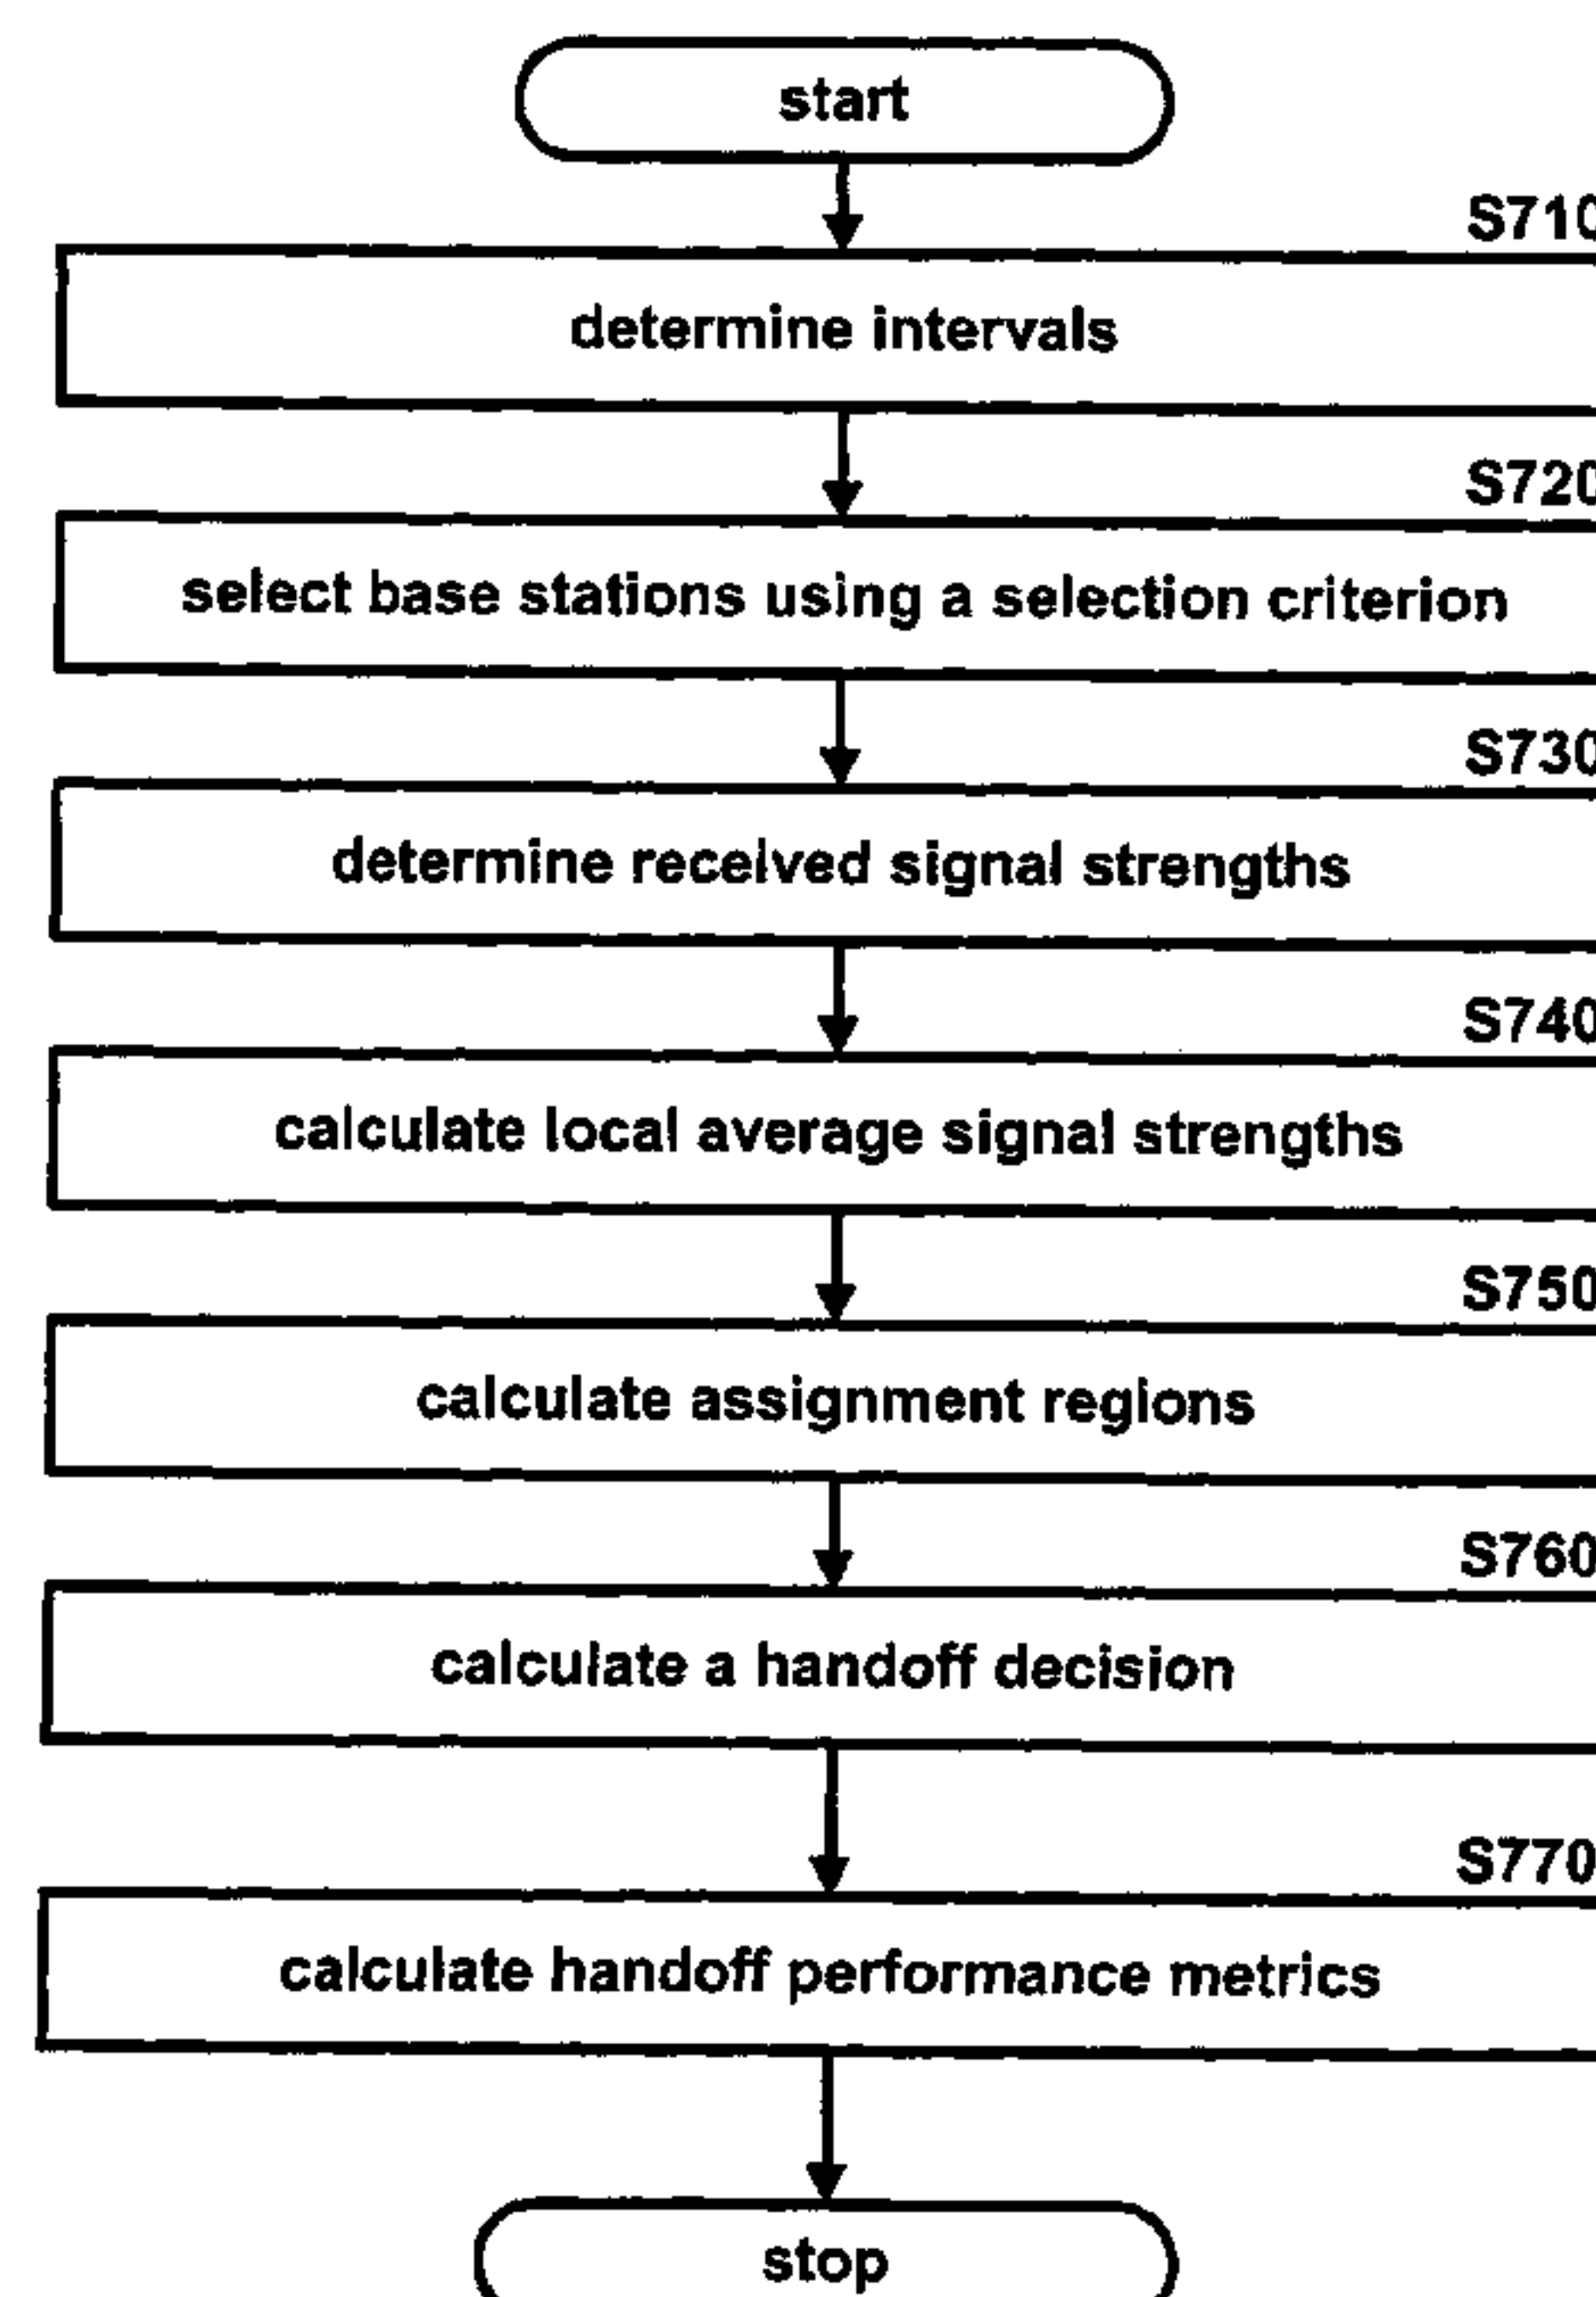 start
S710
determine intervals
S720
select base stations using a selection criterion
S730
determine received signal strengths
S740
calculate local average signal strengths
S750
calculate assignment regions
S760
calculate a handoff decision
S770
calculate handoff performance metrics
stop